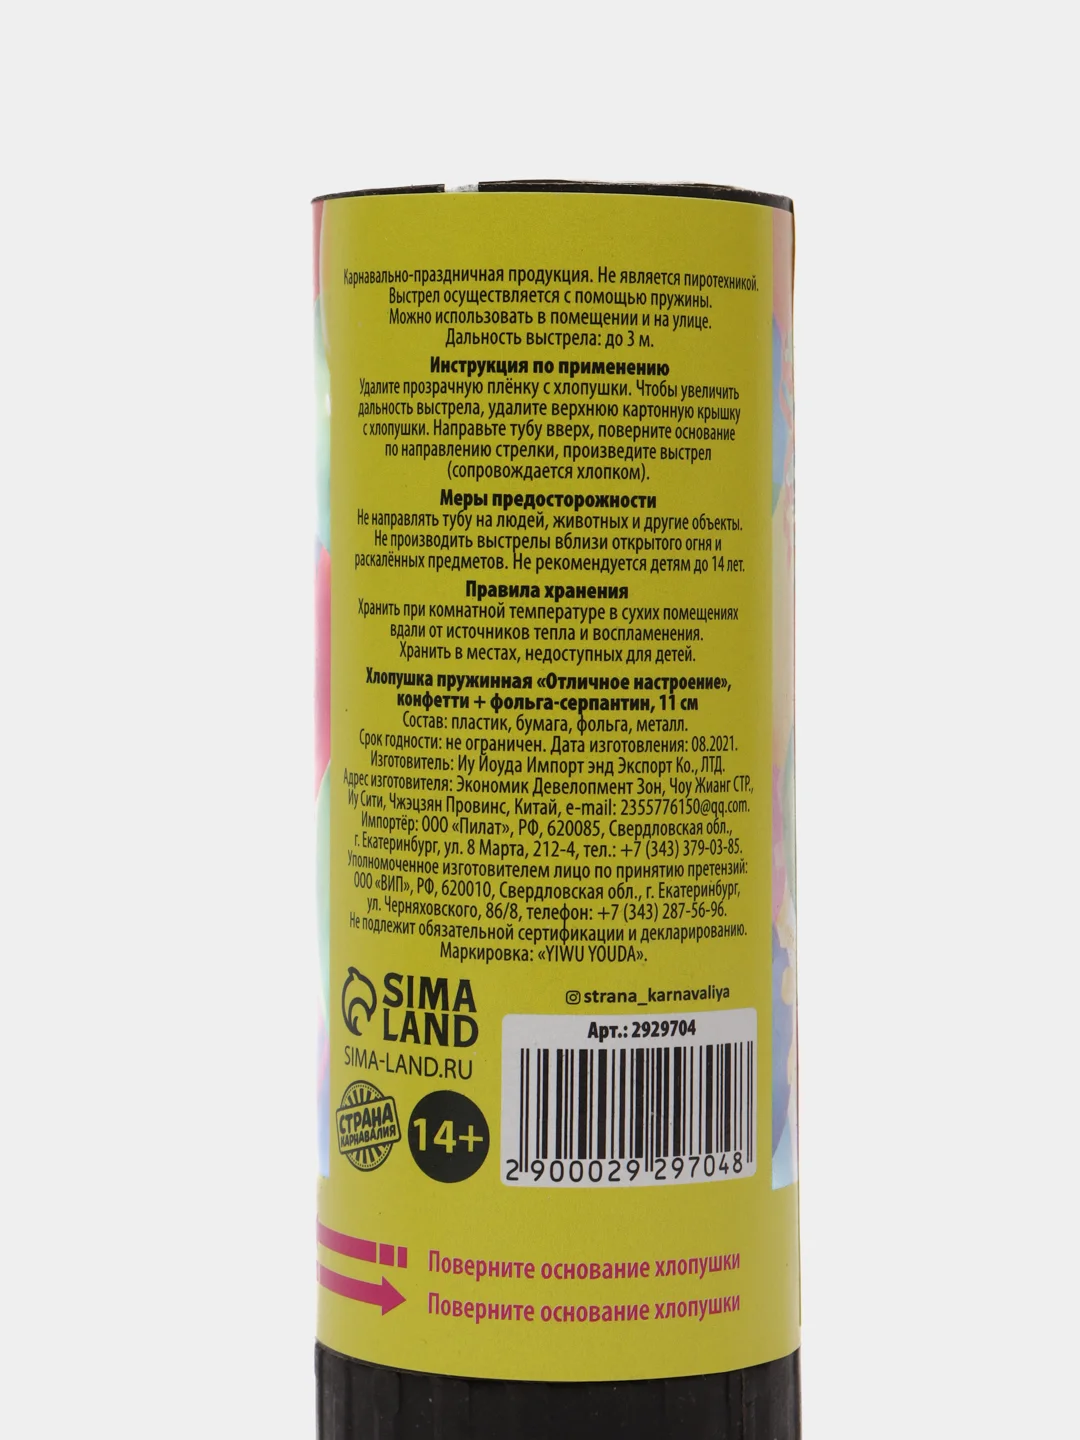 Карнавально-праздничная продукция. Не является пиротехникой.
Выстрел осуществляется с помощью пружины.
Можно использовать в помещении и на улице.
Дальность выстрела: до 3 м.
Инструкция по применению
Удалите прозрачную плёнку с хлопушки. Чтобы увеличить
дальность выстрела, удалите верхнюю картонную крышку
с хлопушки. Направьте тубу вверх, поверните основание
по направлению стрелки, произведите выстрел
(сопровождается хлопком).
Меры предосторожности
Не направлять тубу на людей, животных и другие объекты.
Не производить выстрелы вблизи открытого огня и
раскалённых предметов. Не рекомендуется детям до 14 лет.
Правила хранения
Хранить при комнатной температуре в сухих помещениях
вдали от источников тепла и воспламенения.
Хранить в местах, недоступных для детей.
Хлопушка пружинная «Отличное настроение»,
конфетти + фольга-серпантин, 11 см
Состав: пластик, бумага, фольга, металл.
Срок годности: не ограничен. Дата изготовления: 08.2021.
Изготовитель: Иу Йоуда Импорт энд Экспорт Ко., ЛТД.
Адрес изготовителя: Экономик Девелопмент Зон, Чоу Жианг СТР.,
Иу Сити, Чжэцзян Провинс, Китай, e-mail: 2355776150@qq.com.
Импортёр: ООО «Пилат», РФ, 620085, Свердловская обл.,
г. Екатеринбург, ул. 8 Марта, 212-4, тел.: +7 (343) 379-03-85.
Уполномоченное изготовителем лицо по принятию претензий:
ООО «ВИП», РФ, 620010, Свердловская обл., г. Екатеринбург,
ул. Черняховского, 86/8, телефон: +7 (343) 287-56-96.
Не подлежит обязательной сертификации и декларированию.
Маркировка: «YIWU YOUDA».
SIMA
LAND
SIMA-LAND.RU
strana_karnavaliya
Арт.: 2929704
2 900029 297048
СТРАНА
КАРНАВАЛИЯ
14+
Поверните основание хлопушки
Поверните основание хлопушки